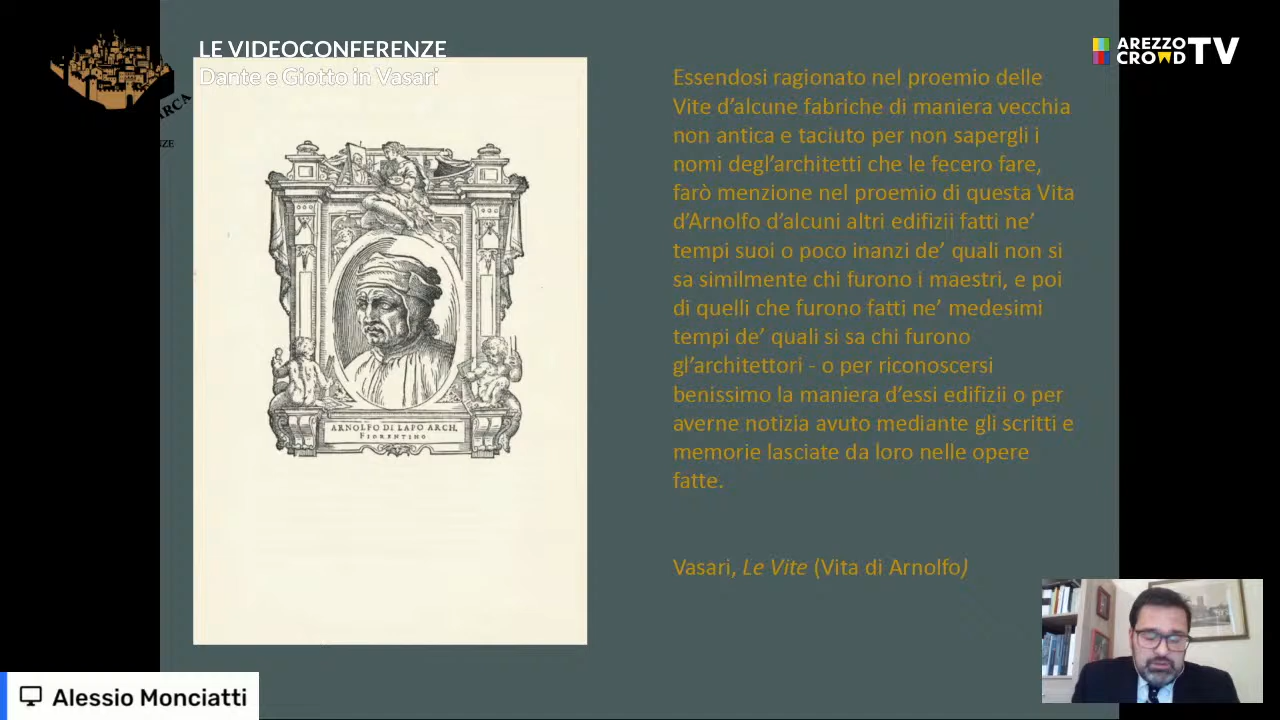 LE VIDEOCONFERENZE
Dante e Giotto in Vasari
AREZZO
CROWD
TV
ARCA
ZE
ARNOLFO DI LAPO ARCH.
FIORENTINO
Essendosi ragionato nel proemio delle
Vite d'alcune fabriche di maniera vecchia
non antica e taciuto per non sapergli i
nomi degl'architetti che le fecero fare,
farò menzione nel proemio di questa Vita
d'Arnolfo d'alcuni altri edifizii fatti ne'
tempi suoi o poco inanzi de' quali non si
sa similmente chi furono i maestri, e poi
di quelli che furono fatti ne' medesimi
tempi de' quali si sa chi furono
gl'architettori - o per riconoscersi
benissimo la maniera d'essi edifizii o per
averne notizia avuto mediante gli scritti e
memorie lasciate da loro nelle opere
fatte.
Vasari, Le Vite (Vita di Arnolfo)
Alessio Monciatti